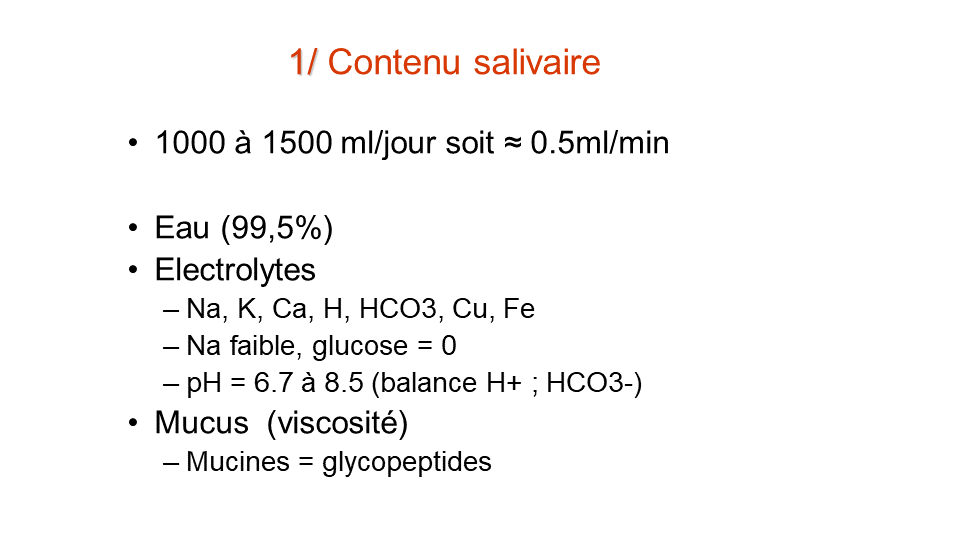 1/ Contenu salivaire
• 1000 à 1500 ml/jour soit ≈ 0.5ml/min
• Eau (99,5%)
• Electrolytes
– Na, K, Ca, H, HCO3, Cu, Fe
– Na faible, glucose = 0
– pH = 6.7 à 8.5 (balance H+ ; HCO3-)
• Mucus  (viscosité)
– Mucines = glycopeptides